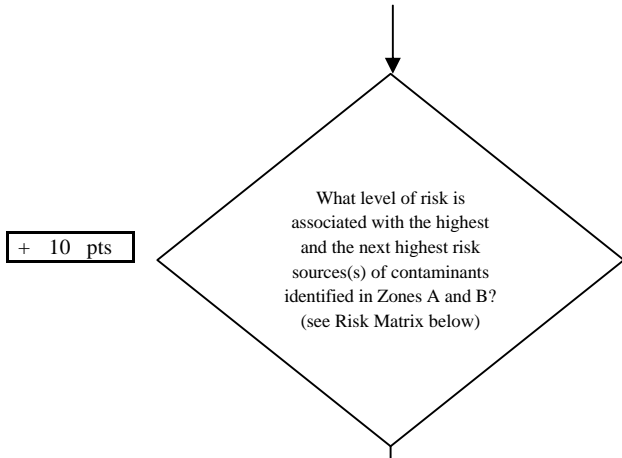 What level of risk is
associated with the highest
and the next highest risk
sources(s) of contaminants
identified in Zones A and B?
(see Risk Matrix below)
+ 10 pts